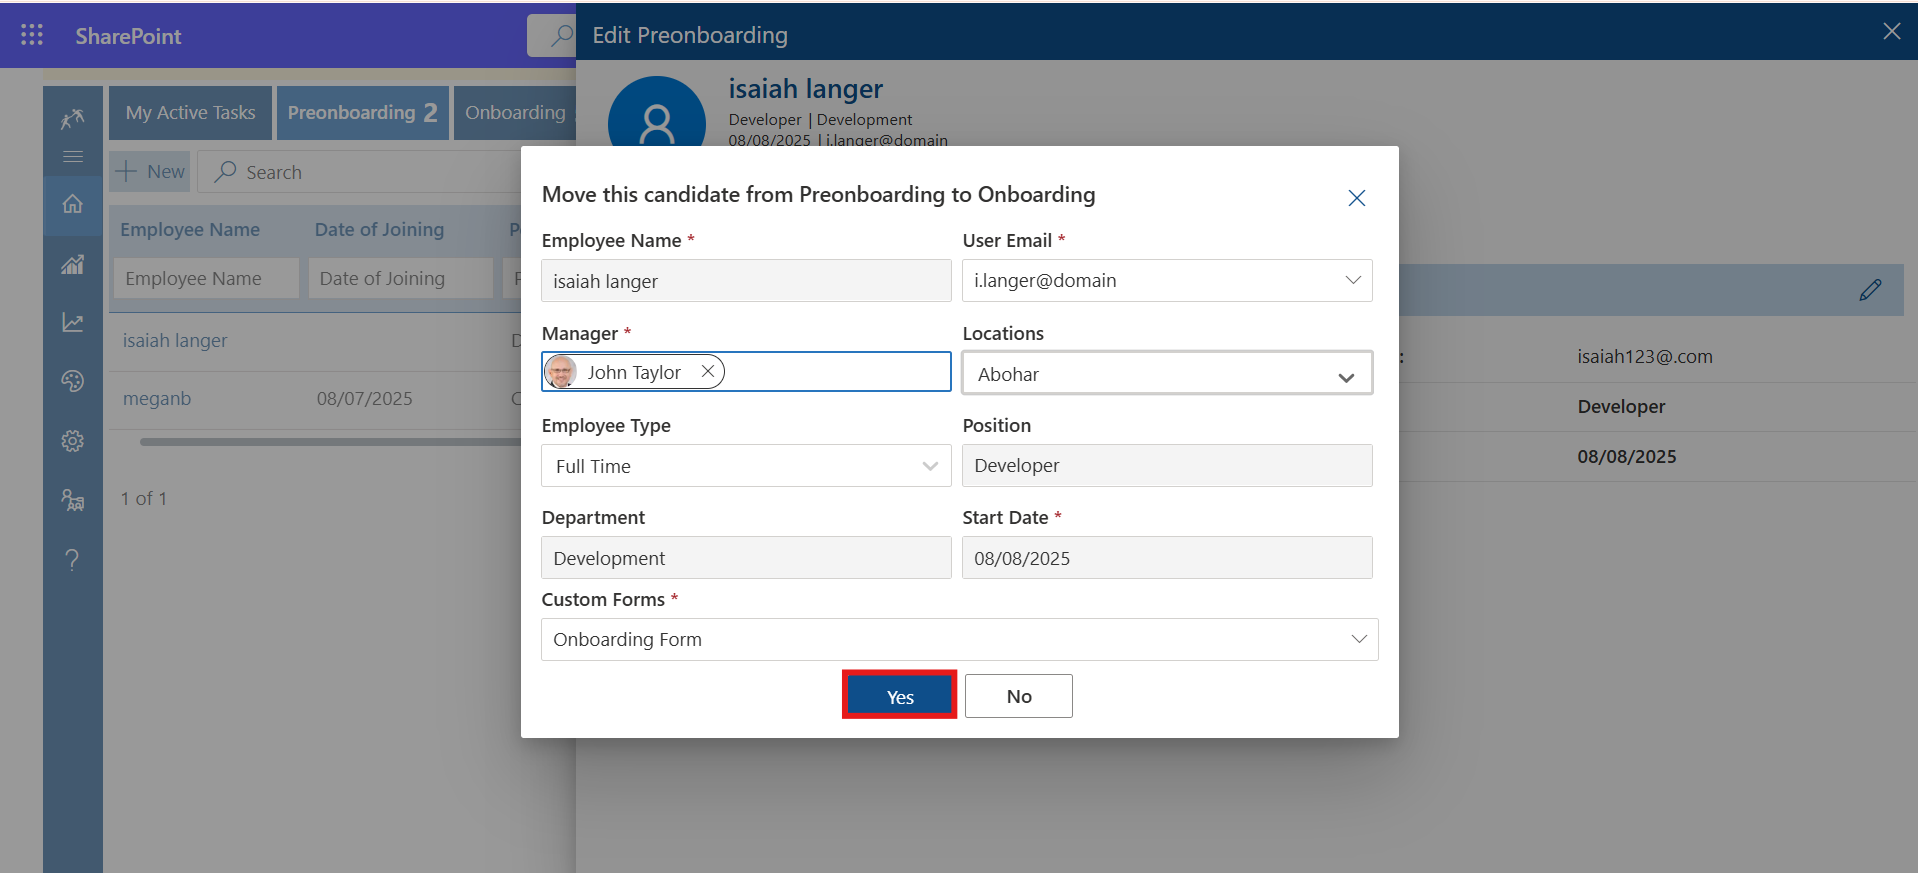 SharePoint
Edit Preonboarding
isaiah langer
Developer | Development
08/08/2025 | i.langer@domain
My Active Tasks
Preonboarding 2
Onboarding
New
Search
Employee Name
Date of Joining
Employee Name
Date of Joining
isaiah langer
meganb
08/07/2025
1 of 1
Move this candidate from Preonboarding to Onboarding
Employee Name *
User Email *
isaiah langer
i.langer@domain
Manager *
Locations
John Taylor
Abohar
Employee Type
Position
Full Time
Developer
Department
Start Date *
Development
08/08/2025
Custom Forms *
Onboarding Form
Yes
No
:
isaiah123@.com
Developer
08/08/2025